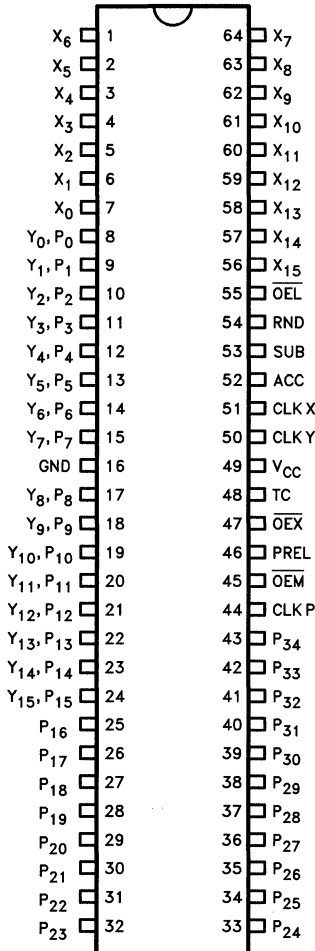 X6 1 64 X7
X5 2 63 X8
X4 3 62 X9
X3 4 61 X10
X2 5 60 X11
X1 6 59 X12
X0 7 58 X13
Y0, P0 8 57 X14
Y1, P1 9 56 X15
Y2, P2 10 55 O̅E̅L̅
Y3, P3 11 54 RND
Y4, P4 12 53 SUB
Y5, P5 13 52 ACC
Y6, P6 14 51 CLK X
Y7, P7 15 50 CLK Y
GND 16 49 VCC
Y8, P8 17 48 TC
Y9, P9 18 47 O̅E̅X̅
Y10, P10 19 46 PREL
Y11, P11 20 45 O̅E̅M̅
Y12, P12 21 44 CLK P
Y13, P13 22 43 P34
Y14, P14 23 42 P33
Y15, P15 24 41 P32
P16 25 40 P31
P17 26 39 P30
P18 27 38 P29
P19 28 37 P28
P20 29 36 P27
P21 30 35 P26
P22 31 34 P25
P23 32 33 P24